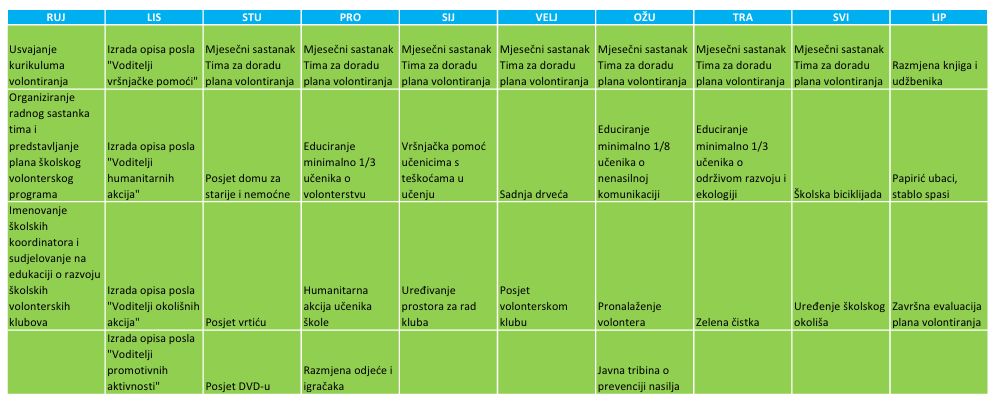 RUJ LIS STU PRO SIJ VELJ OŽU TRA SVI LIP
Usvajanje
kurikuluma
volontiranja
Izrada opisa posla
"Voditelji
vršnjačke pomoći"
Mjesečni sastanak
Tima za doradu
plana volontiranja
Mjesečni sastanak
Tima za doradu
plana volontiranja
Mjesečni sastanak
Tima za doradu
plana volontiranja
Mjesečni sastanak
Tima za doradu
plana volontiranja
Mjesečni sastanak
Tima za doradu
plana volontiranja
Mjesečni sastanak
Tima za doradu
plana volontiranja
Mjesečni sastanak
Tima za doradu
plana volontiranja
Razmjena knjiga i
udžbenika
Organiziranje
radnog sastanka
tima i
predstavljanje
plana školskog
volonterskog
programa
Izrada opisa posla
"Voditelji
humanitarnih
akcija"
Posjet domu za
starije i nemoćne
Educiranje
minimalno 1/3
učenika o
volonterstvu
Vršnjačka pomoć
učenicima s
teškoćama u
učenju
Sadnja drveća
Educiranje
minimalno 1/8
učenika o
nenasilnoj
komunikaciji
Educiranje
minimalno 1/3
učenika o
održivom razvoju i
ekologiji
Školska biciklijada
Papirić ubaci,
stablo spasi
Imenovanje
školskih
koordinatora i
sudjelovanje na
edukaciji o razvoju
školskih
volonterskih
klubova
Izrada opisa posla
"Voditelji okolišnih
akcija"
Posjet vrtiću
Humanitarna
akcija učenika
škole
Uređivanje
prostora za rad
kluba
Posjet
volonterskom
klubu
Pronalaženje
volontera
Zelena čistka
Uređenje školskog
okoliša
Završna evaluacija
plana volontiranja
Izrada opisa posla
"Voditelji
promotivnih
aktivnosti"
Posjet DVD-u
Razmjena odjeće i
igračaka
Javna tribina o
prevenciji nasilja